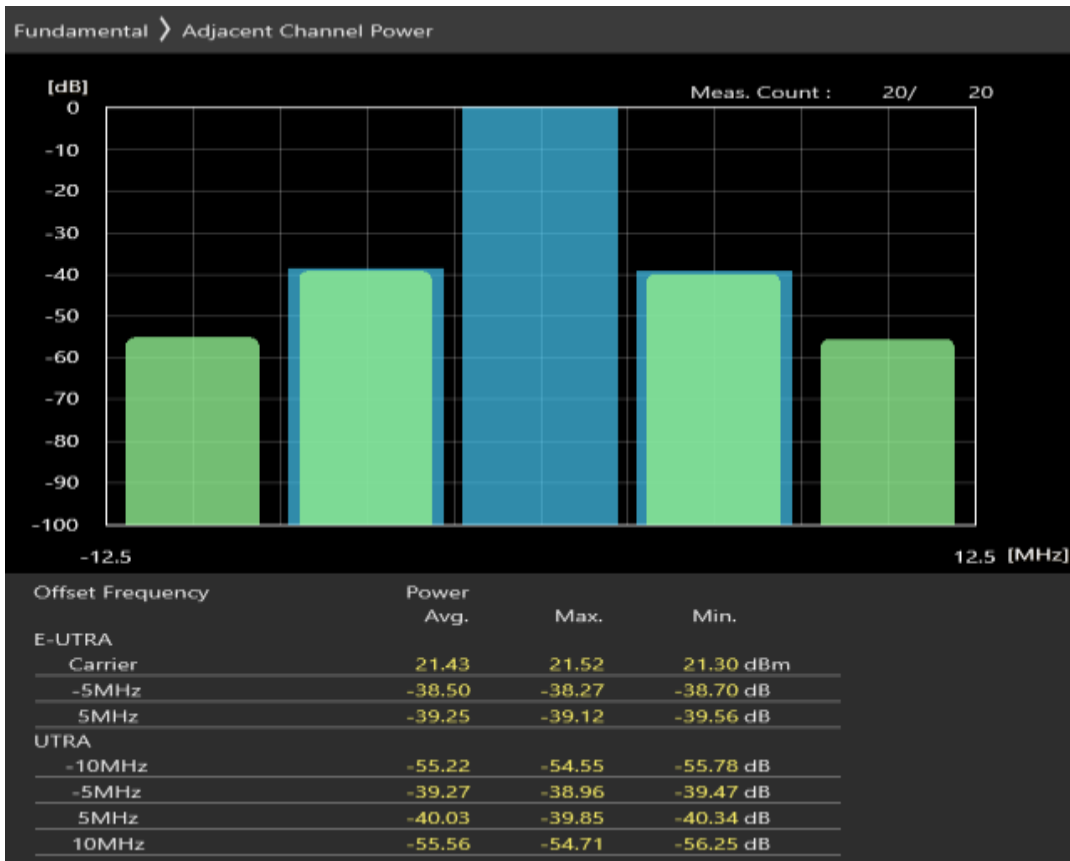 Fundamental 〉 Adjacent Channel Power
[dB]
Meas. Count : 20/ 20
0
-10
-20
-30
-40
-50
-60
-70
-80
-90
-100
-12.5 12.5 [MHz]
Offset Frequency Power
Avg. Max. Min.
E-UTRA
Carrier 21.43 21.52 21.30 dBm
-5MHz -38.50 -38.27 -38.70 dB
5MHz -39.25 -39.12 -39.56 dB
UTRA
-10MHz -55.22 -54.55 -55.78 dB
-5MHz -39.27 -38.96 -39.47 dB
5MHz -40.03 -39.85 -40.34 dB
10MHz -55.56 -54.71 -56.25 dB